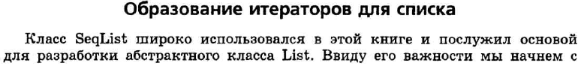 Образование итераторов для списка
Класс SeqList широко использовался в этой книге и послужил основой
для разработки абстрактного класса List. Ввиду его важности мы начнем с